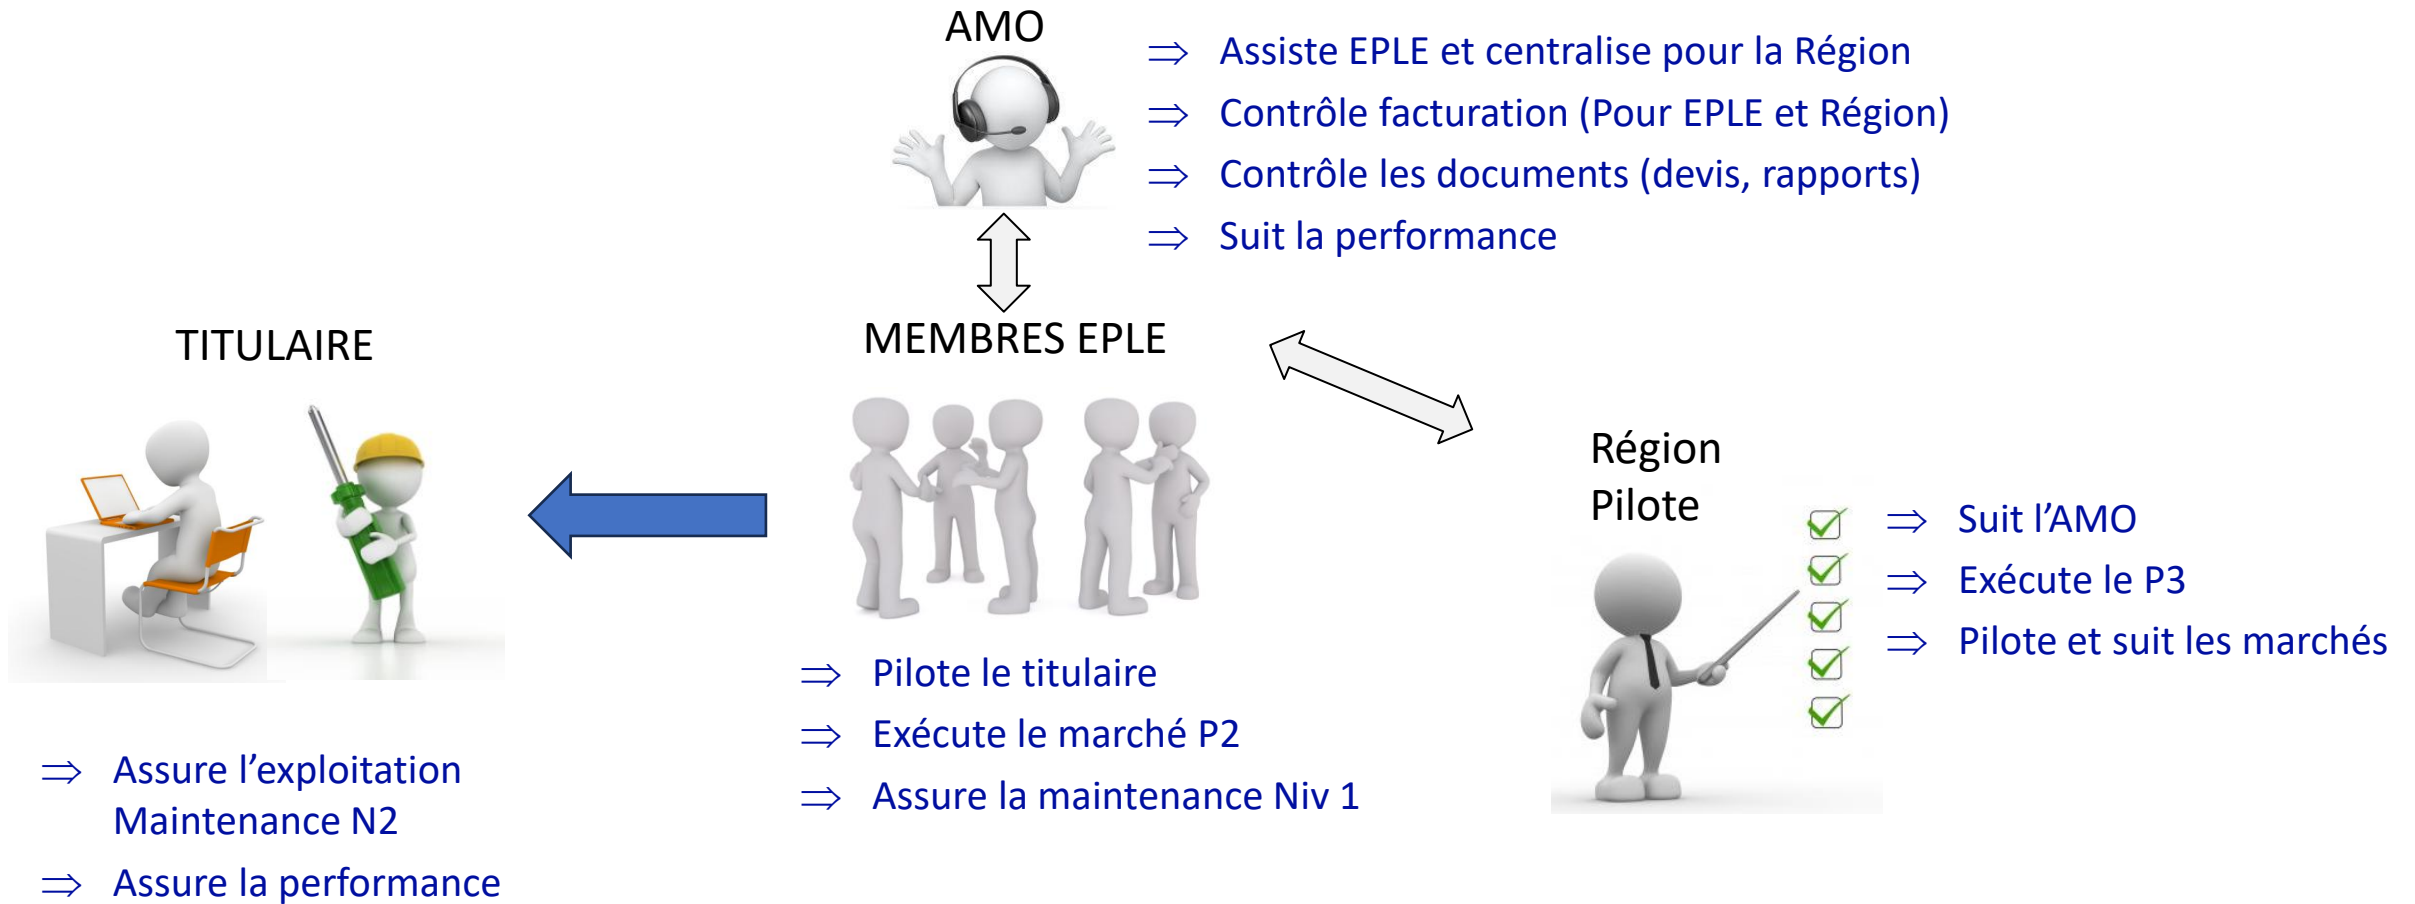 AMO
⇒ Assiste EPLE et centralise pour la Région
⇒ Contrôle facturation (Pour EPLE et Région)
⇒ Contrôle les documents (devis, rapports)
⇒ Suit la performance
TITULAIRE
MEMBRES EPLE
Région
Pilote
⇒ Suit l’AMO
⇒ Exécute le P3
⇒ Pilote et suit les marchés
⇒ Pilote le titulaire
⇒ Exécute le marché P2
⇒ Assure la maintenance Niv 1
⇒ Assure l’exploitation
Maintenance N2
⇒ Assure la performance